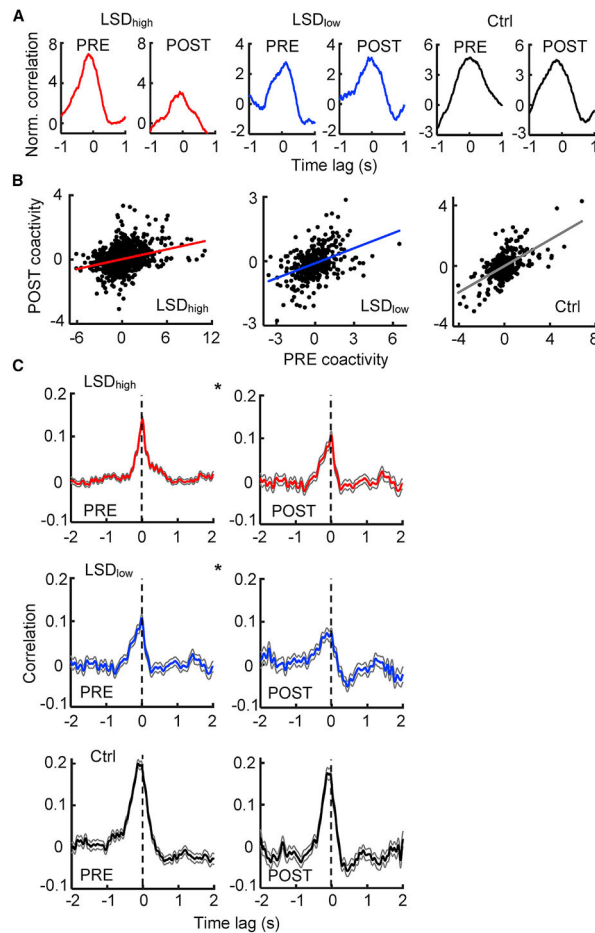 A
LSDhigh LSDlow Ctrl
Norm. correlation
PRE POST PRE POST PRE POST
8 8 4 4 6 6
4 4 2 2 3 3
0 0 0 0 0 0
-2 -2 -3 -3
-1 0 1 -1 0 1 -1 0 1 -1 0 1 -1 0 1 -1 0 1
Time lag (s)
B
POST coactivity
4 3 4
0 0 0
-4 -3 -4
LSDhigh LSDlow Ctrl
-6 0 6 12 -3 0 3 6 -4 0 4 8
PRE coactivity
C
LSDhigh *
0.2 0.2
0.1 0.1
0 0
-0.1 PRE -0.1 POST
-2 -1 0 1 2 -2 -1 0 1 2
LSDlow *
Correlation
0.2 0.2
0.1 0.1
0 0
-0.1 PRE -0.1 POST
-2 -1 0 1 2 -2 -1 0 1 2
Ctrl
0.2 0.2
0.1 0.1
0 0
-0.1 PRE -0.1 POST
-2 -1 0 1 2 -2 -1 0 1 2
Time lag (s)